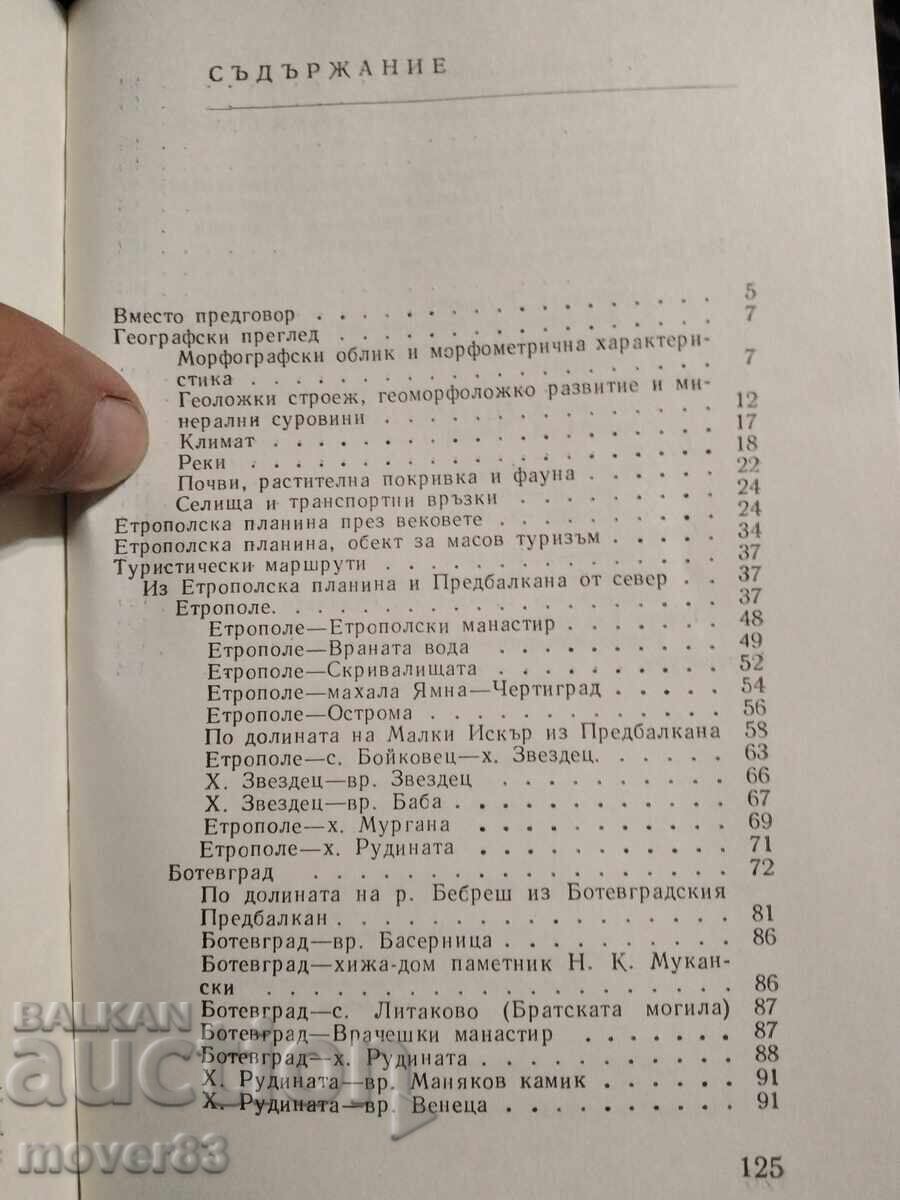 СЪДЪРЖАНИЕ
Вместо предговор . . . . . . . . . . . . . . . 5
Географски преглед . . . . . . . . . . . . . . 7
Морфографски облик и морфометрична характери-
стика . . . . . . . . . . . . . . . . . . . 7
Геоложки строеж, геоморфоложко развитие и ми-
нерални суровини . . . . . . . . . . . . . . 12
Климат . . . . . . . . . . . . . . . . . . 17
Реки . . . . . . . . . . . . . . . . . . . 18
Почви, растителна покривка и фауна . . . . . . 22
Селища и транспортни връзки . . . . . . . . . 24
Етрополска планина през вековете . . . . . . . . 24
Етрополска планина, обект за масов туризъм . . . . 34
Туристически маршрути . . . . . . . . . . . . 37
Из Етрополска планина и Предбалкана от север . . 37
Етрополе. . . . . . . . . . . . . . . . . . 37
Етрополе—Етрополски манастир . . . . . . . 48
Етрополе—Враната вода . . . . . . . . . . 49
Етрополе—Скривалищата . . . . . . . . . 52
Етрополе—махала Ямна—Чертиград . . . . . 54
Етрополе—Острома . . . . . . . . . . . . 56
По долината на Малки Искър из Предбалкана 58
Етрополе—с. Бойковец—х. Звездец. . . . . . 63
Х. Звездец—вр. Звездец . . . . . . . . . . 66
Х. Звездец—вр. Баба . . . . . . . . . . . 67
Етрополе—х. Мургана . . . . . . . . . . 69
Етрополе—х. Рудината . . . . . . . . . . 71
Ботевград . . . . . . . . . . . . . . . . 72
По долината на р. Бебреш из Ботевградския
Предбалкан . . . . . . . . . . . . . . . 81
Ботевград—вр. Басерница . . . . . . . . . 86
Ботевград—хижа-дом паметник Н. К. Мукан-
ски . . . . . . . . . . . . . . . . . . 86
Ботевград—с. Литаково (Братската могила) 87
Ботевград—Врачешки манастир . . . . . . 87
Ботевград—х. Рудината . . . . . . . . . . 88
Х. Рудината—вр. Маняков камик . . . . . . 91
Х. Рудината—вр. Венеца . . . . . . . . . 91
125
BALKAN
auction
mover83